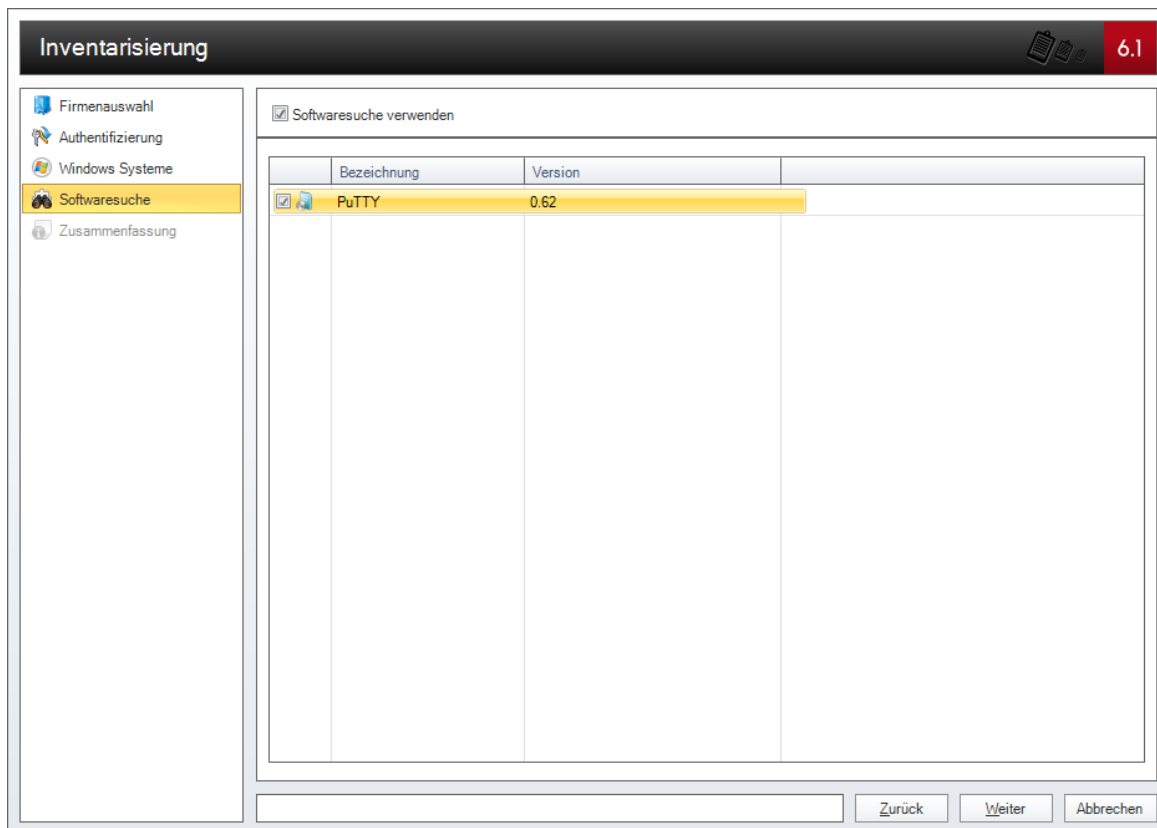 Inventarisierung
6.1
Firmenauswahl
Authentifizierung
Windows Systeme
Softwaresuche
Zusammenfassung
Softwaresuche verwenden
Bezeichnung Version
PuTTY 0.62
Zurück Weiter Abbrechen